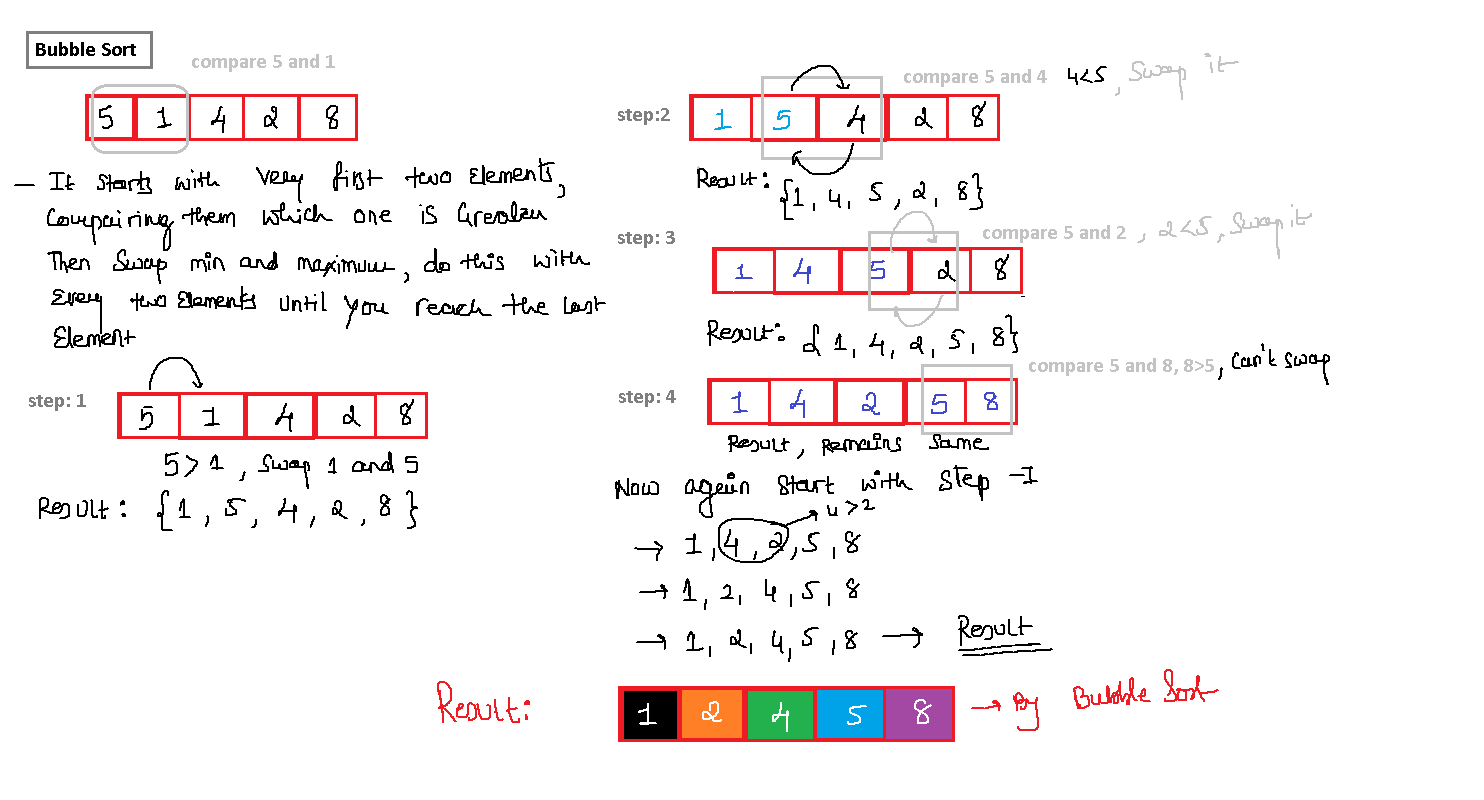 Bubble Sort
compare 5 and 1
5 1 4 2 8
– It starts with very first two Elements,
Compairing them which one is Greater
Then Swap min and maximum, do this with
Every two Elements until you reach the last
Element
step: 1
5 1 4 2 8
5 > 1 , Swap 1 and 5
Result : { 1 , 5 , 4 , 2 , 8 }
compare 5 and 4 4<5 , Swap it
step:2
1 5 4 2 8
Result : {1, 4, 5 , 2, 8}
compare 5 and 2 , 2<5 , Swap it
step: 3
1 4 5 2 8
Result: { 1, 4, 2, 5, 8}
compare 5 and 8, 8>5, can't swap
step: 4
1 4 2 5 8
Result, Remains Same
Now again Start with Step -I
4 >2
→ 1 , 4 , 2 , 5 , 8
→ 1, 2, 4, 5, 8
→ 1, 2, 4, 5, 8 → Result
Result: 1 2 4 5 8 → By Bubble Sort